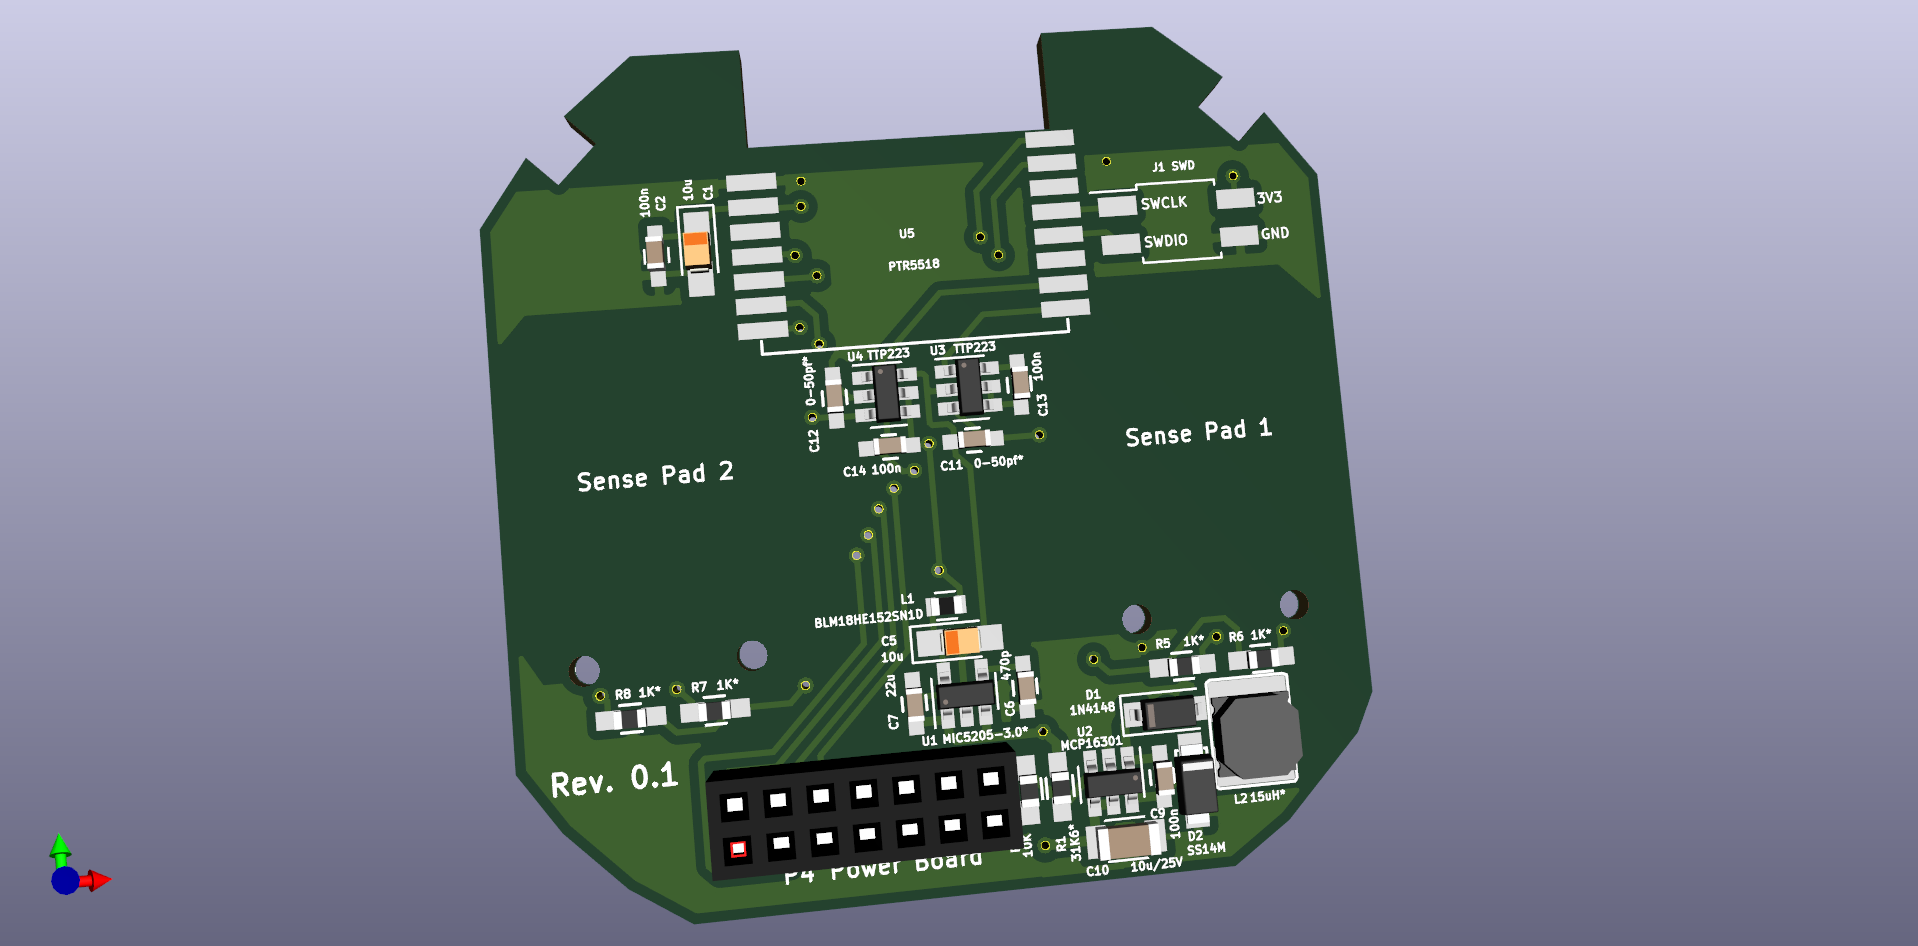 J1 SWD
100n
C2
10u
C1
SWCLK
3V3
U5
SWDIO
GND
PTR5518
U4 TTP223
U3 TTP223
0-50pf*
100n
C12
C13
Sense Pad 1
C14 100n
C11 0-50pf*
Sense Pad 2
L1
BLM18HE152SN1D
C5
10u
470p
R5 1K*
R6 1K*
22u
R8 1K*
R7 1K*
C7
C6
D1
1N4148
U1 MIC5205-3.0*
U2
MCP16301
Rev. 0.1
L2 15uH*
C9
100n
10K
R1
31K6*
D2
SS14M
P4 Power Board
C10 10u/25V